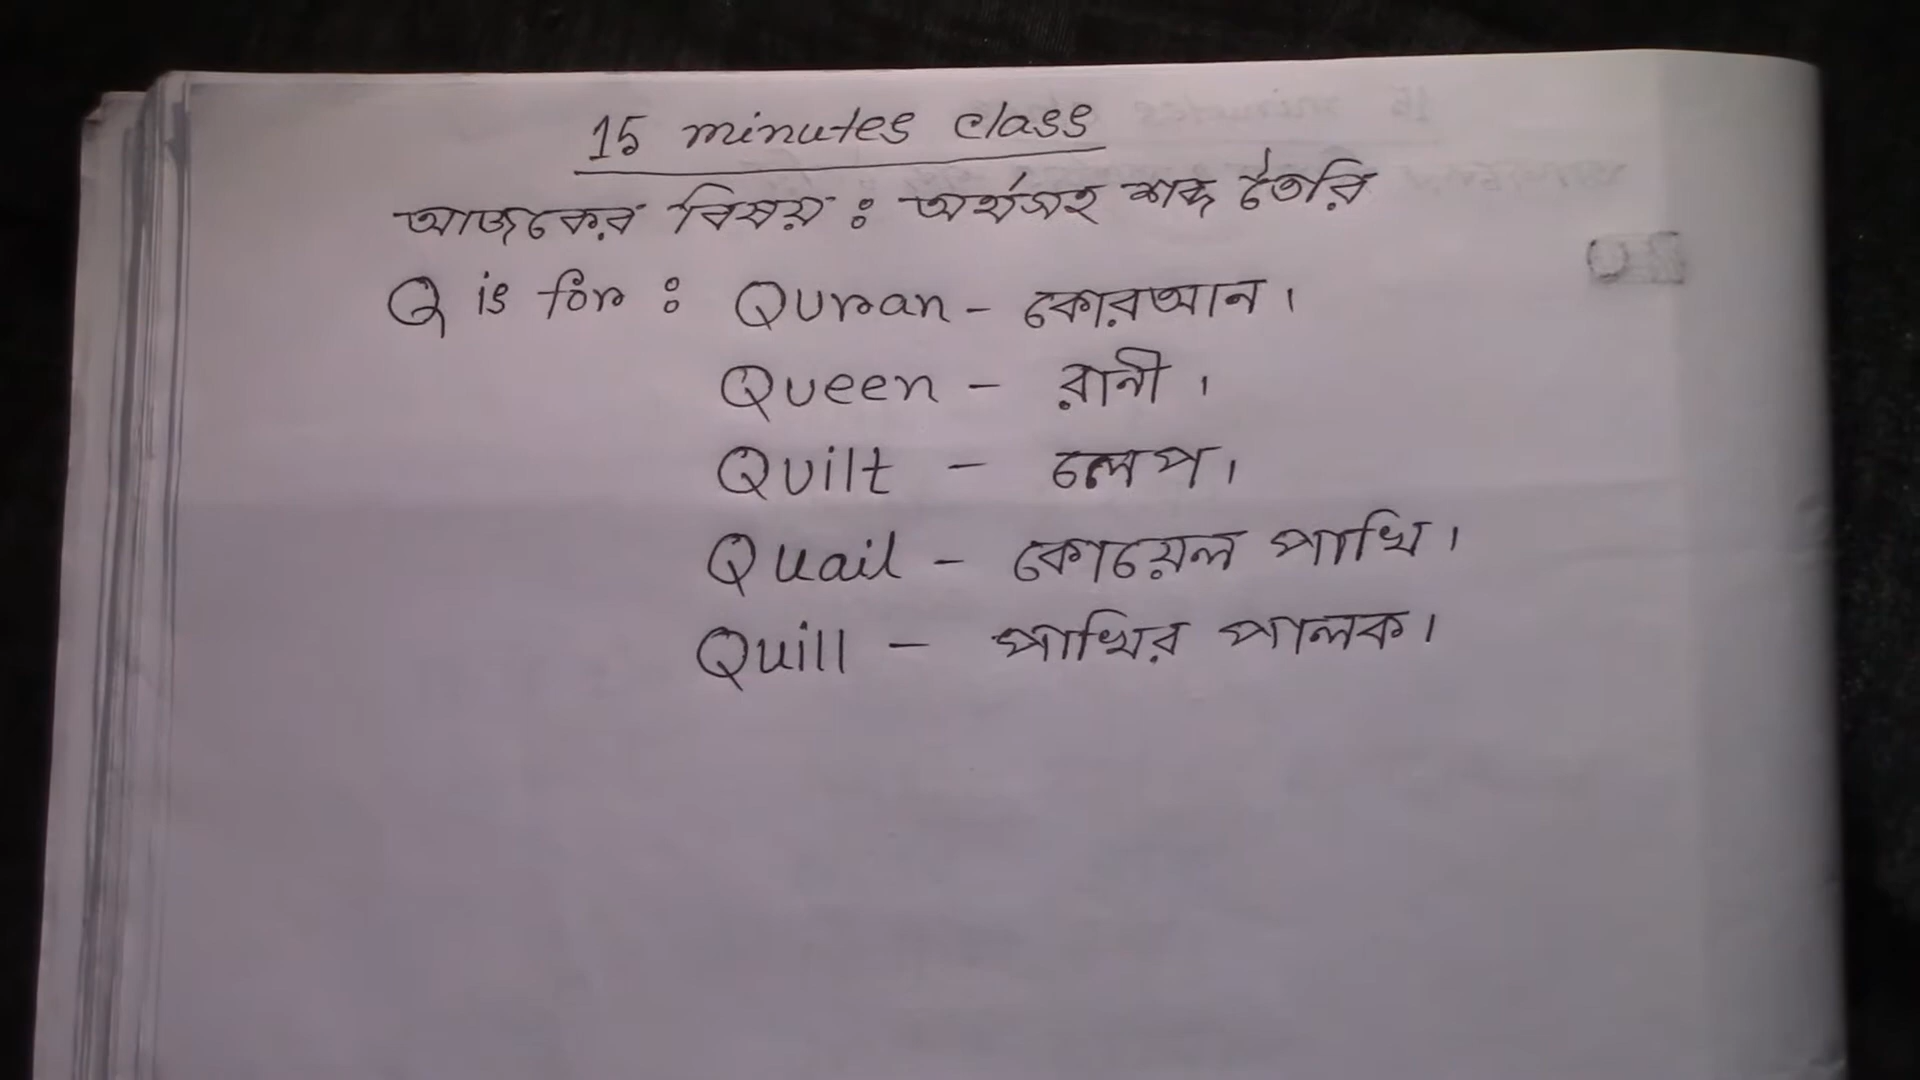 15 minutes class
আজকের বিষয় : অর্থসহ শব্দ তৈরি
Q is for : Quran - কোরআন।
Queen - রানী।
Quilt - লেপ।
Quail - কোয়েল পাখি।
Quill - পাখির পালক।